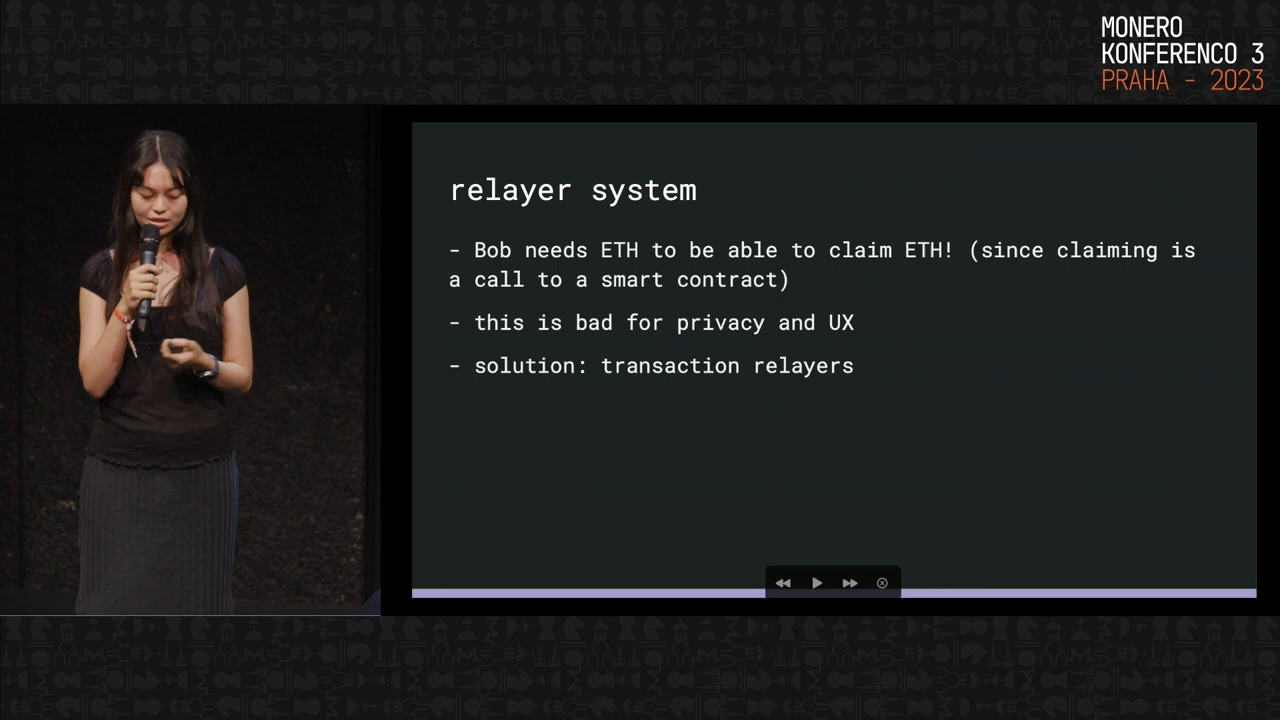 MONERO
KONFERENCO 3
PRAHA - 2023
relayer system
- Bob needs ETH to be able to claim ETH! (since claiming is
a call to a smart contract)
- this is bad for privacy and UX
- solution: transaction relayers